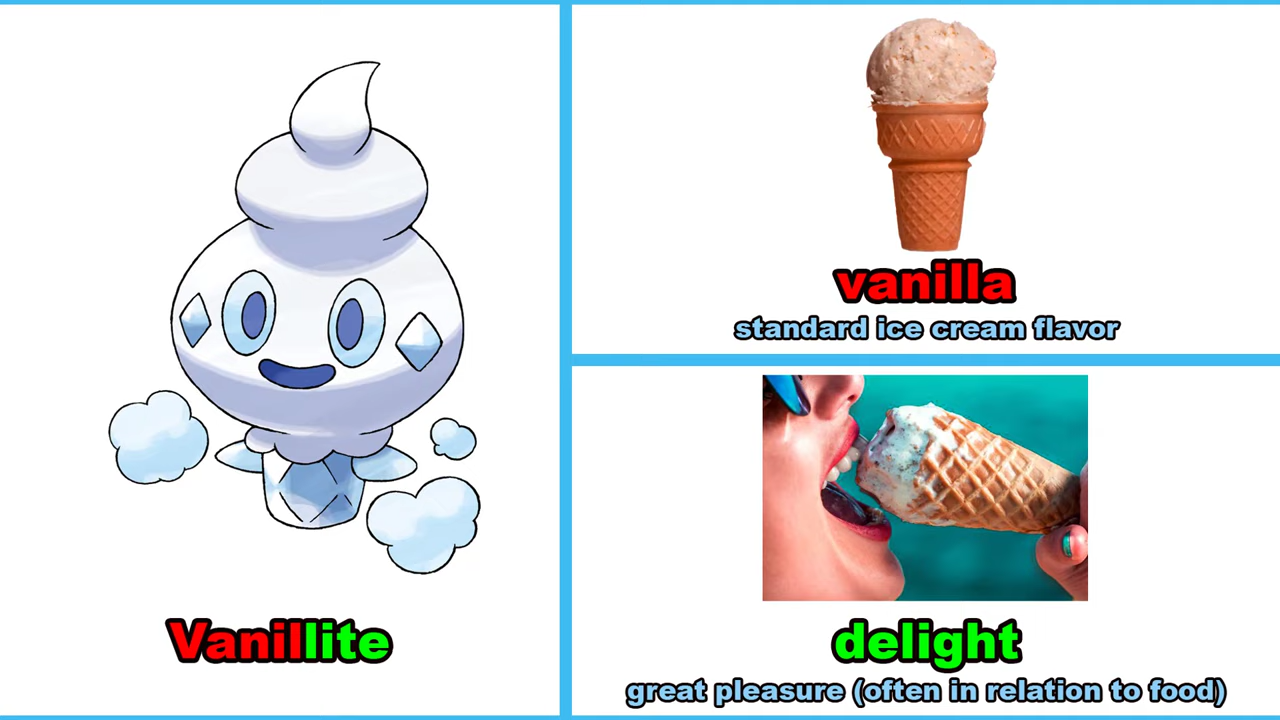 Vanillite
vanilla
standard ice cream flavor
delight
great pleasure (often in relation to food)